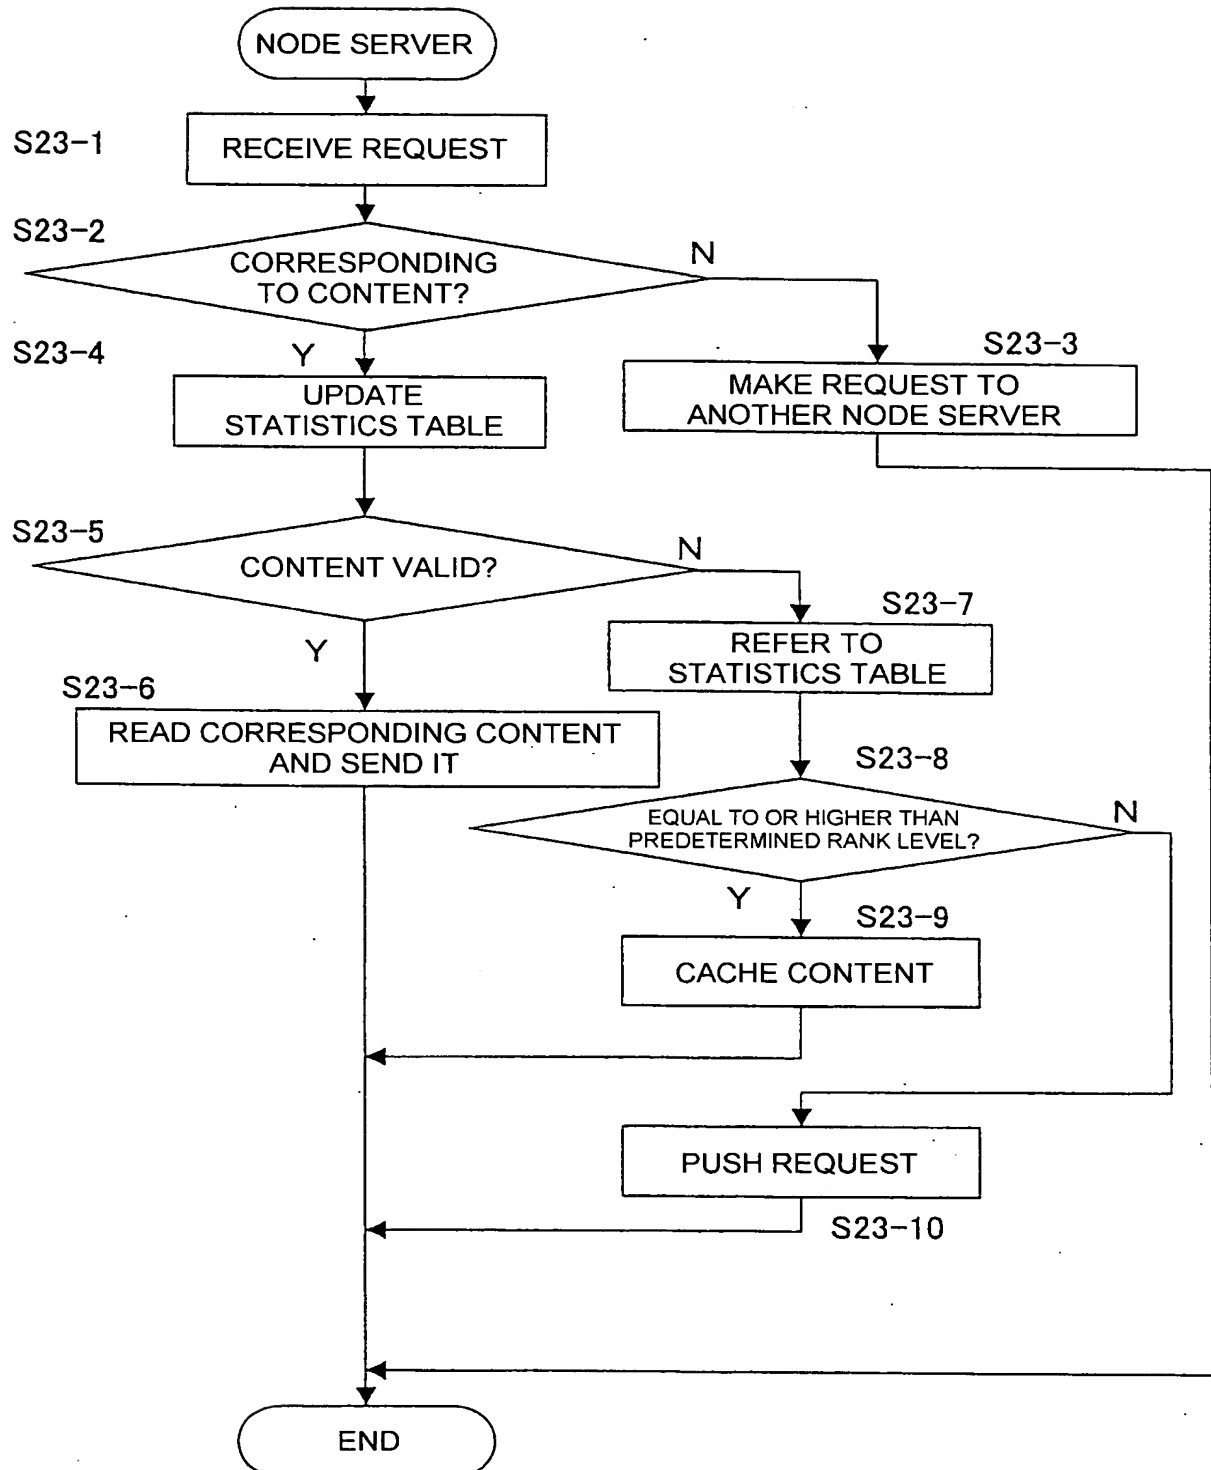 NODE SERVER
S23-1
RECEIVE REQUEST
S23-2
CORRESPONDING
TO CONTENT?
N
Y
S23-3
MAKE REQUEST TO
ANOTHER NODE SERVER
S23-4
UPDATE
STATISTICS TABLE
S23-5
CONTENT VALID?
N
Y
S23-6
READ CORRESPONDING CONTENT
AND SEND IT
S23-7
REFER TO
STATISTICS TABLE
S23-8
EQUAL TO OR HIGHER THAN
PREDETERMINED RANK LEVEL?
N
Y
S23-9
CACHE CONTENT
PUSH REQUEST
S23-10
END